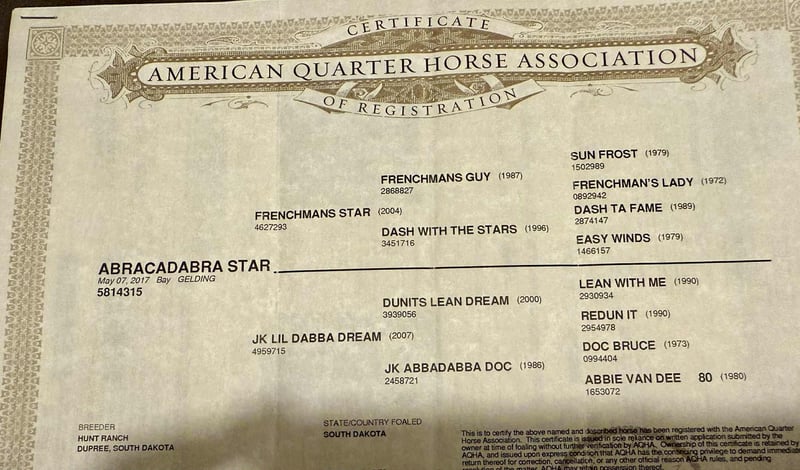 CERTIFICATE
AMERICAN QUARTER HORSE ASSOCIATION
OF REGISTRATION
SUN FROST (1979)
1502989
FRENCHMANS GUY (1987)
2868827
FRENCHMAN'S LADY (1972)
0892942
FRENCHMANS STAR (2004)
4627293
DASH TA FAME (1989)
2874147
DASH WITH THE STARS (1996)
3451716
EASY WINDS (1979)
1466157
ABRACADABRA STAR
May 07, 2017 Bay GELDING
5814315
LEAN WITH ME (1990)
2930934
DUNITS LEAN DREAM (2000)
3939056
REDUN IT (1990)
2954978
JK LIL DABBA DREAM (2007)
4959715
DOC BRUCE (1973)
0994404
JK ABBADABBA DOC (1986)
2458721
ABBIE VAN DEE 80 (1980)
1653072
BREEDER
HUNT RANCH
DUPREE, SOUTH DAKOTA
STATE/COUNTRY FOALED
SOUTH DAKOTA
This is to certify the above named and described horse has been registered with the American Quarter
Horse Association. This certificate is issued in sole reliance on written application submitted by the
owner at time of foaling without further verification by AQHA. Ownership of this certificate is retained by
AQHA, and issued upon express condition that AQHA has the continuing privilege to demand immediate
return thereof for correction, cancellation, or any other official reason AQHA rules, and pending